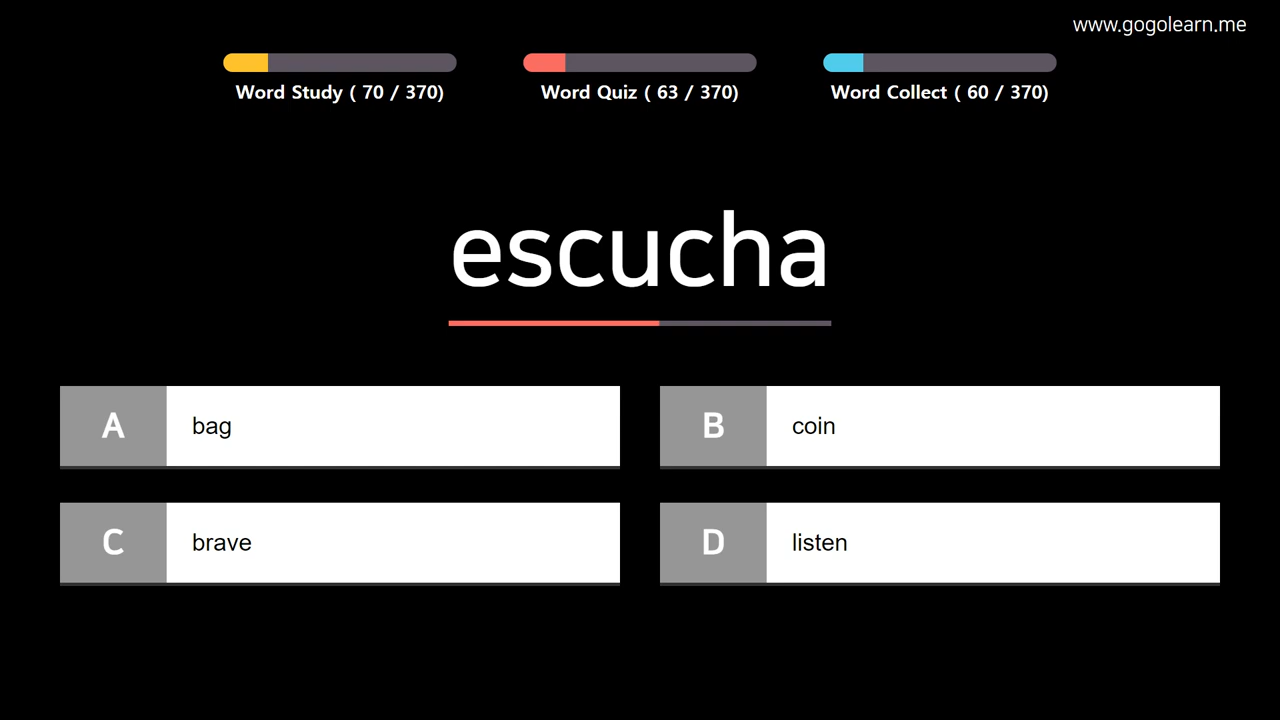 www.gogolearn.me
Word Study ( 70 / 370)
Word Quiz ( 63 / 370)
Word Collect ( 60 / 370)
escucha
A bag
B coin
C brave
D listen